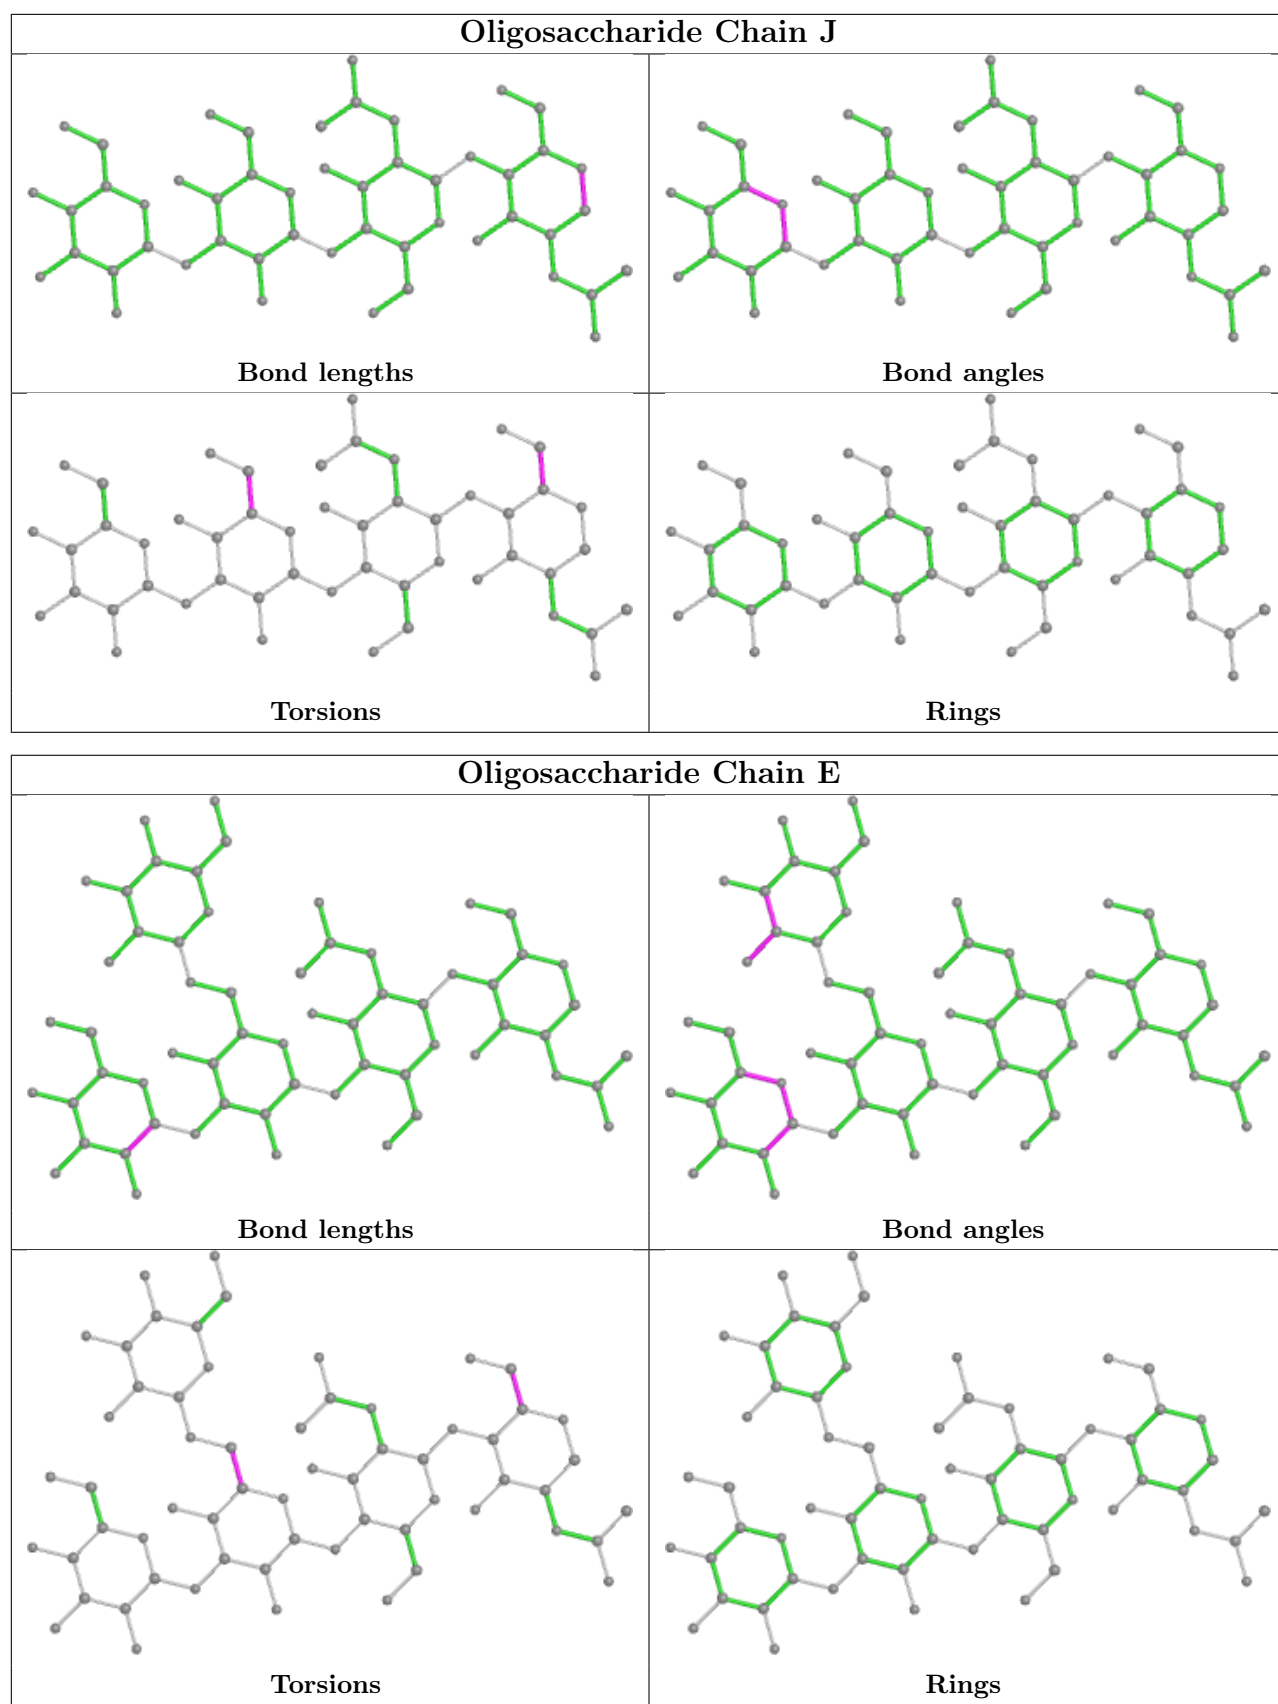 Oligosaccharide Chain J
Bond lengths
Bond angles
Torsions
Rings
Oligosaccharide Chain E
Bond lengths
Bond angles
Torsions
Rings